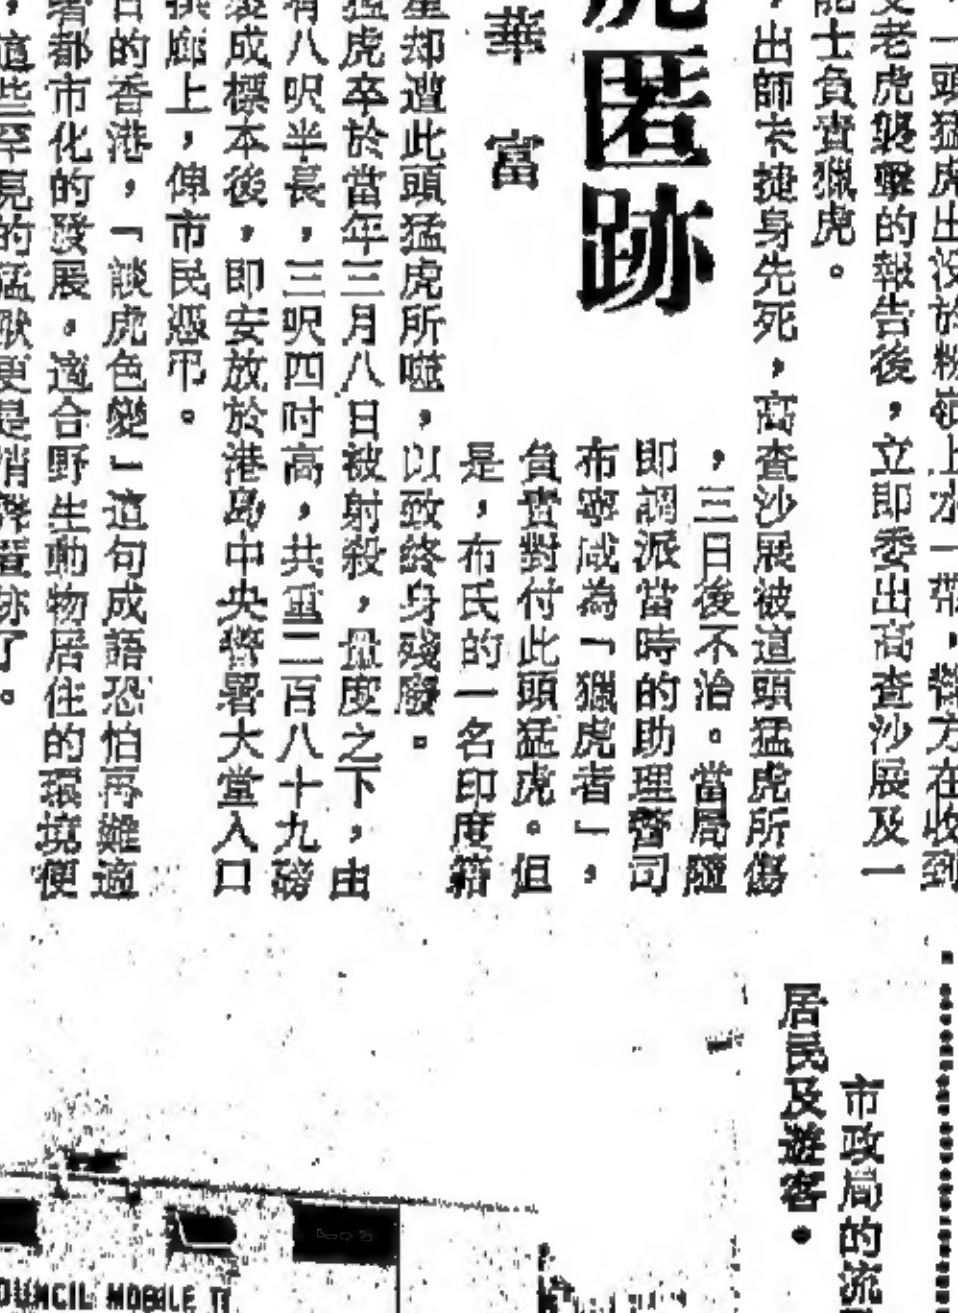 一頭猛虎出沒於粉嶺上水一帶，警方在收到
老虎襲擊的報告後，立即委出高查沙展及一
能士負責獵虎。
，出師未捷身先死，高查沙展被這頭猛虎所傷
，三日後不治。當局隨
即調派當時的助理警司
布寧咸為「獵虎者」，
負責對付此頭猛虎。但
是，布氏的一名印度籍
匿跡
華富
却遭此頭猛虎所噬，以致終身殘廢。
猛虎卒於當年三月八日被射殺，量度之下，由
有八呎半長，三呎四吋高，共重二百八十九磅
成標本後，即安放於港島中央警署大堂入口
廊上，俾市民憑弔。
日的香港，「談虎色變」這句成語恐怕再難適
著都市化的發展，適合野生動物居住的環境便
，這些罕見的猛獸更是消聲匿跡了。
市政局的流
居民及遊客。
OUNCIL MOBILE